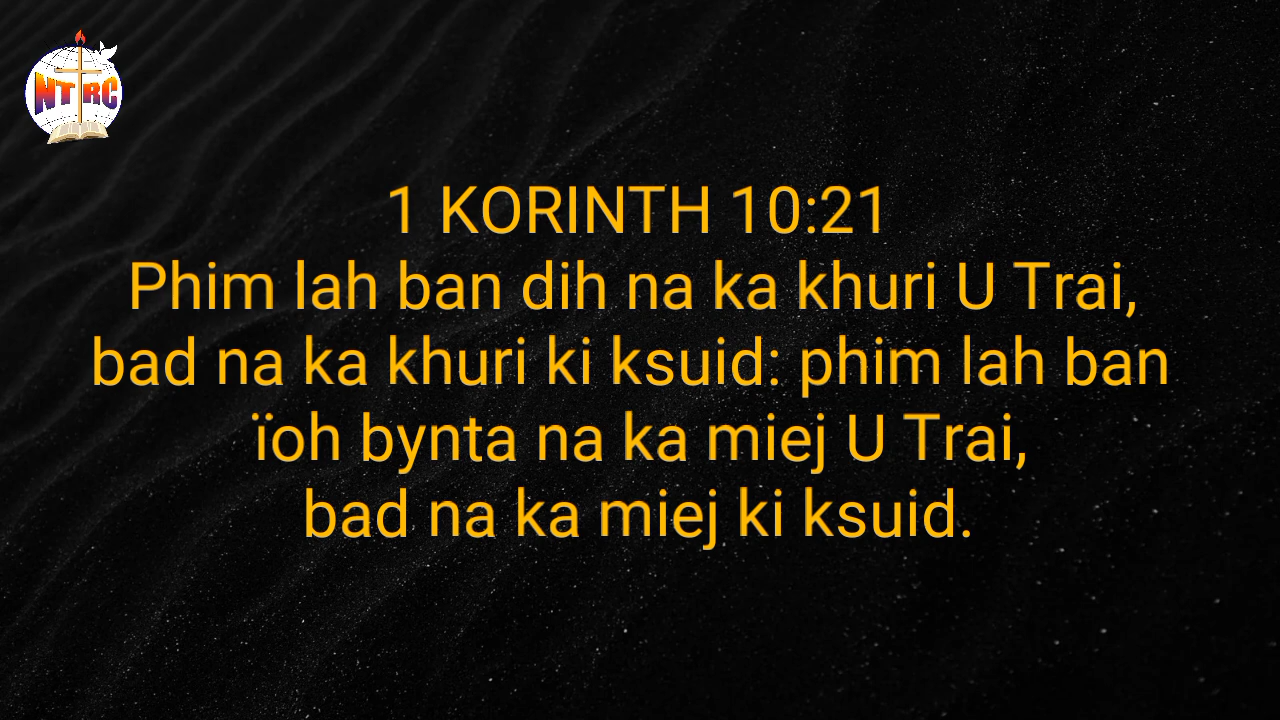 NTRC
1 KORINTH 10:21
Phim lah ban dih na ka khuri U Trai,
bad na ka khuri ki ksuid: phim lah ban
ïoh bynta na ka miej U Trai,
bad na ka miej ki ksuid.